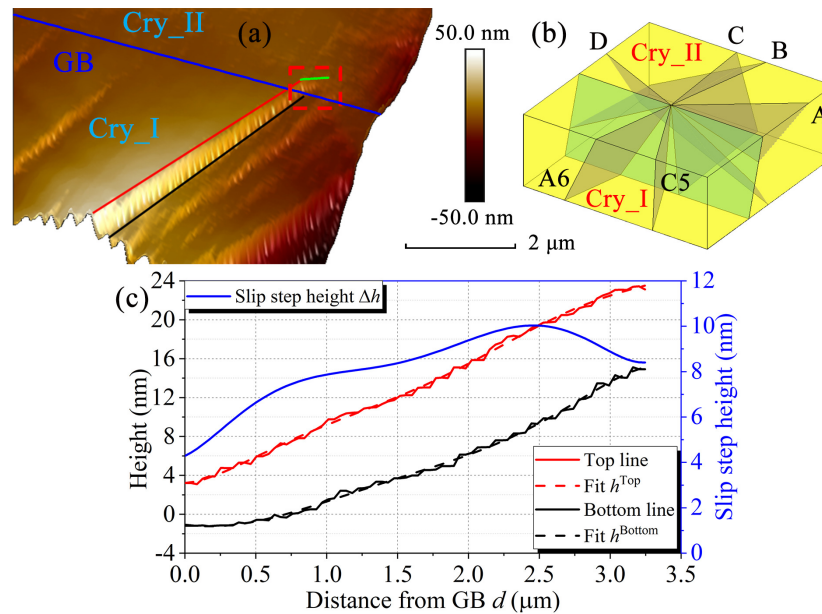 (a)
Cry_II
GB
Cry_I
50.0 nm
-50.0 nm
2 μm
(b)
D
C
B
A
Cry_II
A6
C5
Cry_I
(c)
Slip step height Δh
Top line
Fit h^Top
Bottom line
Fit h^Bottom
Height (nm)
24
20
16
12
8
4
0
-4
Slip step height (nm)
12
10
8
6
4
2
0
0.0 0.5 1.0 1.5 2.0 2.5 3.0 3.5
Distance from GB d (μm)